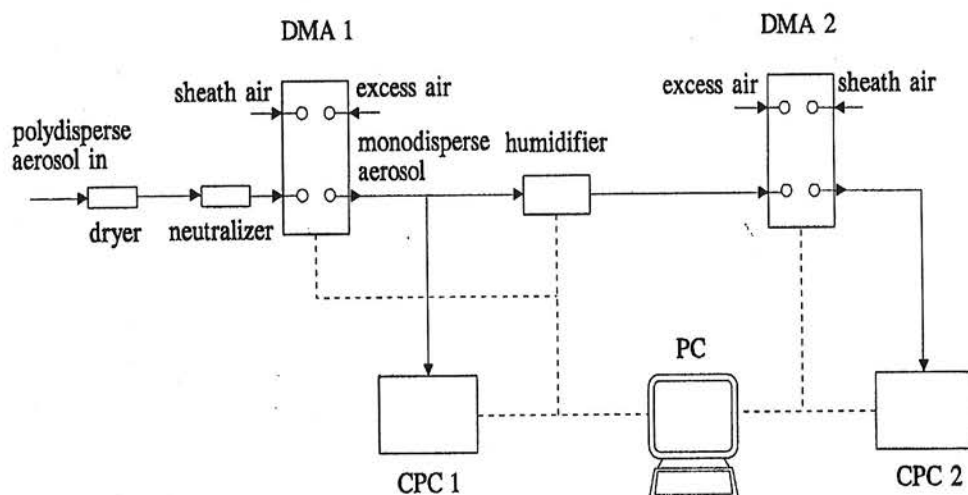 DMA 1
DMA 2
sheath air
excess air
excess air
sheath air
polydisperse
aerosol in
monodisperse
aerosol
humidifier
dryer
neutralizer
PC
CPC 1
CPC 2